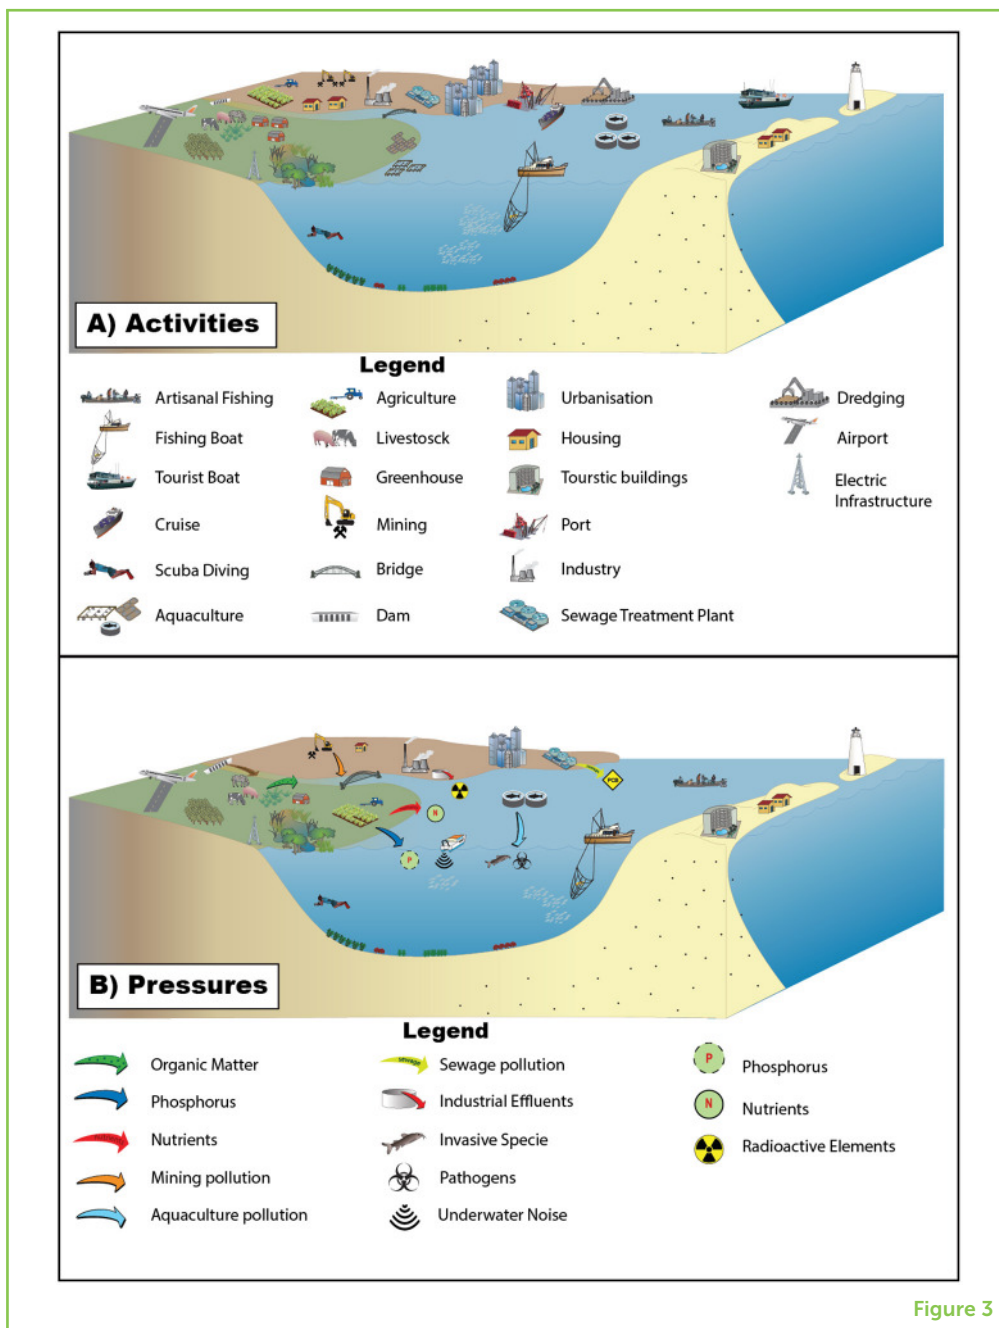 A) Activities
Legend
Artisanal Fishing
Fishing Boat
Tourist Boat
Cruise
Scuba Diving
Aquaculture
Agriculture
Livestosck
Greenhouse
Mining
Bridge
Dam
Urbanisation
Housing
Tourstic buildings
Port
Industry
Sewage Treatment Plant
Dredging
Airport
Electric
Infrastructure
PCB
N
P
B) Pressures
Legend
Organic Matter
Phosphorus
Nutrients
Mining pollution
Aquaculture pollution
sewage
Sewage pollution
Industrial Effluents
Invasive Specie
Pathogens
Underwater Noise
P
Phosphorus
N
Nutrients
Radioactive Elements
Figure 3